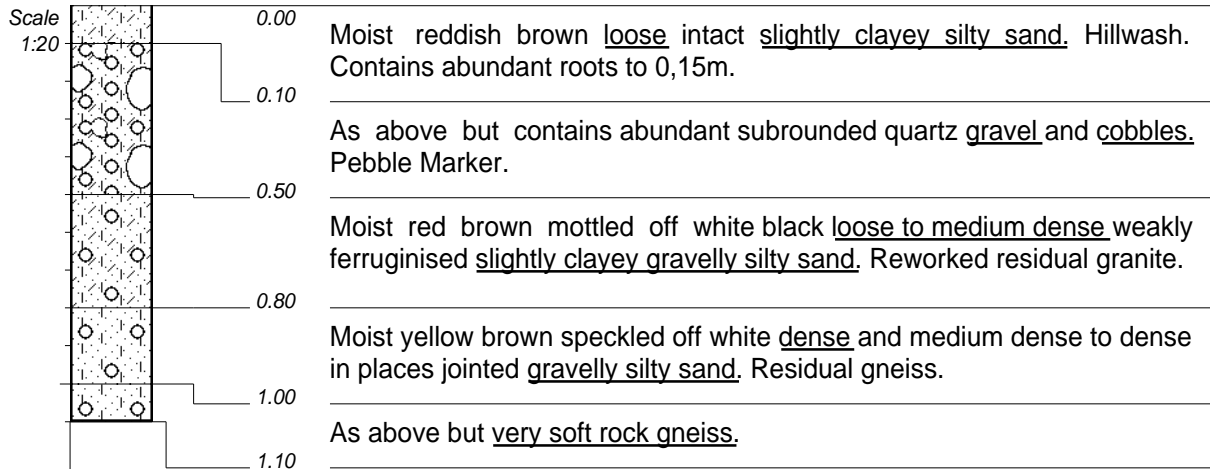 Scale
1:20
0.00
Moist reddish brown loose intact slightly clayey silty sand. Hillwash.
Contains abundant roots to 0,15m.
0.10
As above but contains abundant subrounded quartz gravel and cobbles.
Pebble Marker.
0.50
Moist red brown mottled off white black loose to medium dense weakly
ferruginised slightly clayey gravelly silty sand. Reworked residual granite.
0.80
Moist yellow brown speckled off white dense and medium dense to dense
in places jointed gravelly silty sand. Residual gneiss.
1.00
As above but very soft rock gneiss.
1.10